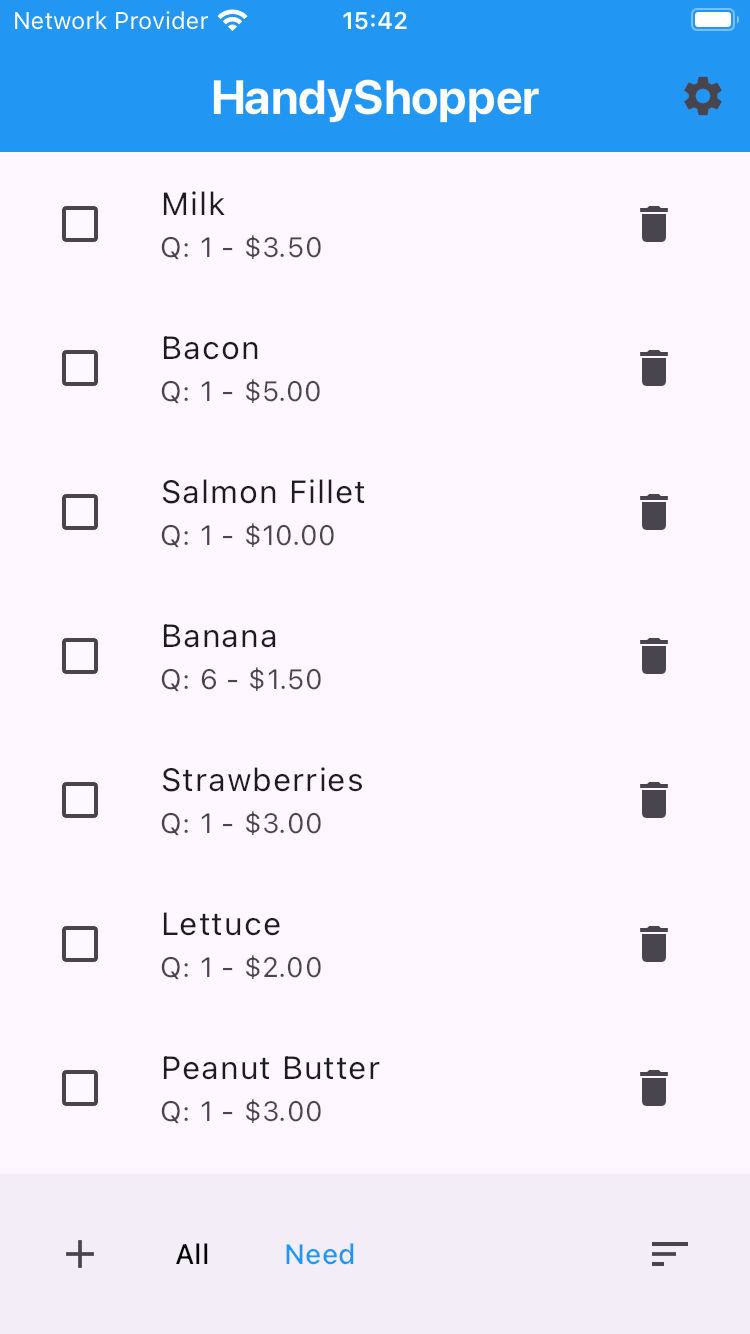 Network Provider 15:42
HandyShopper
Milk
Q: 1 - $3.50
Bacon
Q: 1 - $5.00
Salmon Fillet
Q: 1 - $10.00
Banana
Q: 6 - $1.50
Strawberries
Q: 1 - $3.00
Lettuce
Q: 1 - $2.00
Peanut Butter
Q: 1 - $3.00
All Need